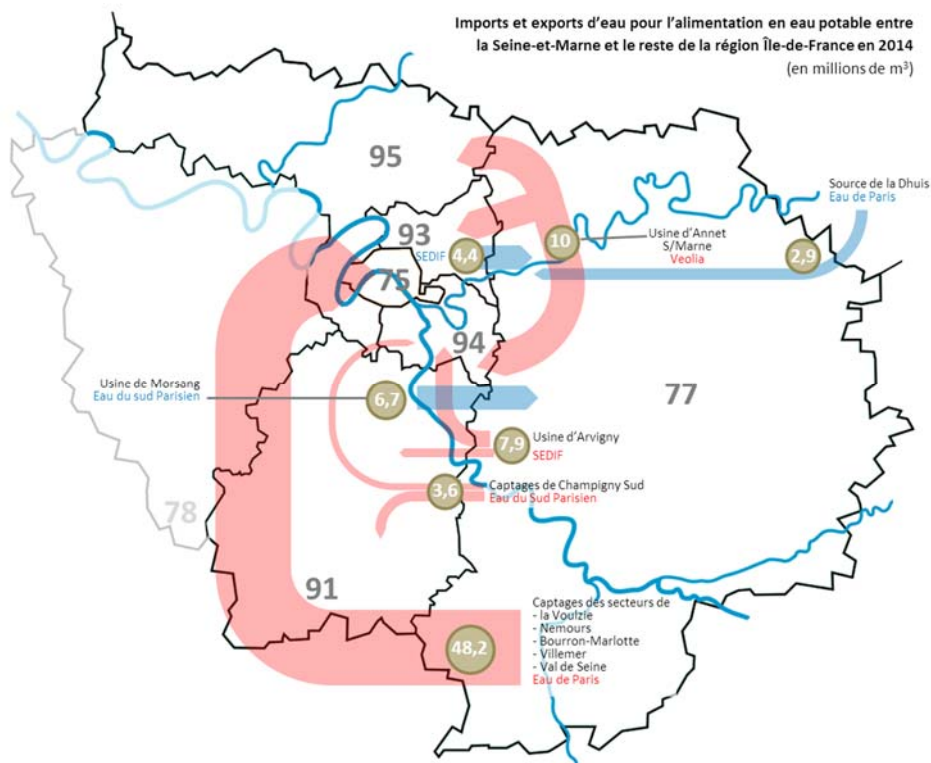 Imports et exports d'eau pour l'alimentation en eau potable entre
la Seine-et-Marne et le reste de la région Île-de-France en 2014
(en millions de m³)
95
Source de la Dhuis
Eau de Paris
93
SEDIF
4,4
10
Usine d'Annet
S/Marne
Veolia
2,9
75
94
77
Usine de Morsang
Eau du sud Parisien
6,7
7,9
Usine d'Arvigny
SEDIF
3,6
Captages de Champigny Sud
Eau du Sud Parisien
78
91
48,2
Captages des secteurs de
- la Voulzie
- Nemours
- Bourron-Marlotte
- Villemer
- Val de Seine
Eau de Paris